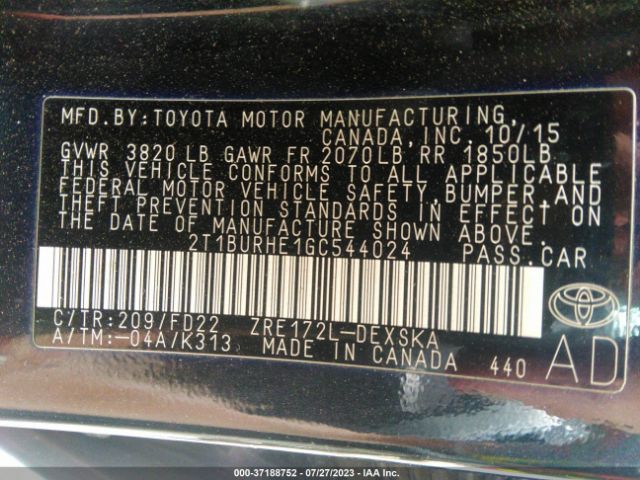 MFD.BY:TOYOTA MOTOR MANUFACTURING,
CANADA,INC. 10/15
GVWR 3820 LB GAWR FR 2070LB RR 1850LB
THIS VEHICLE CONFORMS TO ALL APPLICABLE
FEDERAL MOTOR VEHICLE SAFETY,BUMPER,AND
THEFT PREVENTION STANDARDS IN EFFECT ON
THE DATE OF MANUFACTURE SHOWN ABOVE.
2T1BURHE1GC544024 PASS.CAR
C/TR:209/FD22 ZRE172L-DEXSKA
A/TM:-04A/K313 MADE IN CANADA 440
AD
000-37188752 - 07/27/2023 - IAA Inc.